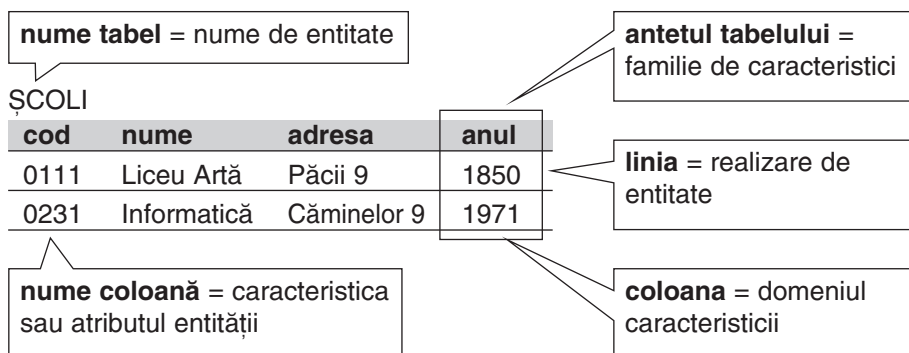 nume tabel = nume de entitate
antetul tabelului =
familie de caracteristici
ȘCOLI
cod nume adresa anul
0111 Liceu Artă Păcii 9 1850
0231 Informatică Căminelor 9 1971
linia = realizare de
entitate
nume coloană = caracteristica
sau atributul entității
coloana = domeniul
caracteristicii